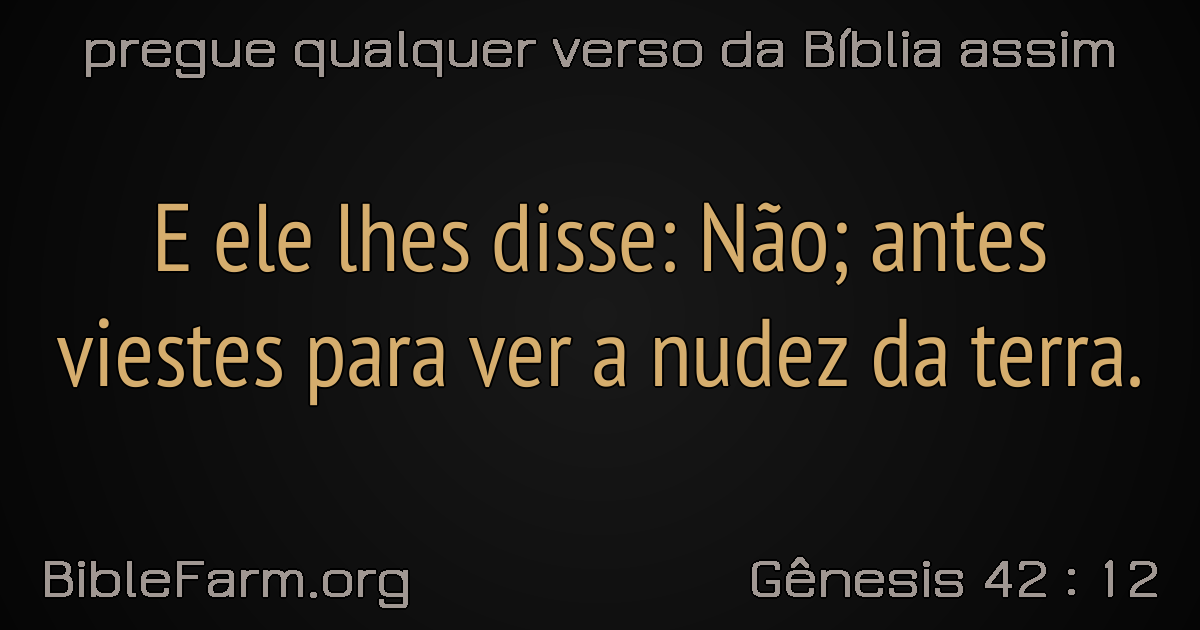 pregue qualquer verso da Bíblia assim
E ele lhes disse: Não; antes
viestes para ver a nudez da terra.
BibleFarm.org
Gênesis 42 : 12